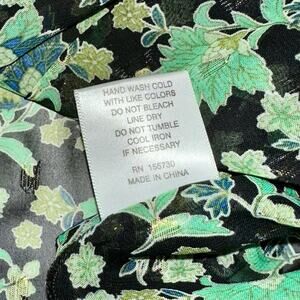 HAND WASH COLD
WITH LIKE COLORS
DO NOT BLEACH
LINE DRY
DO NOT TUMBLE
COOL IRON
IF NECESSARY
RN 155730
MADE IN CHINA